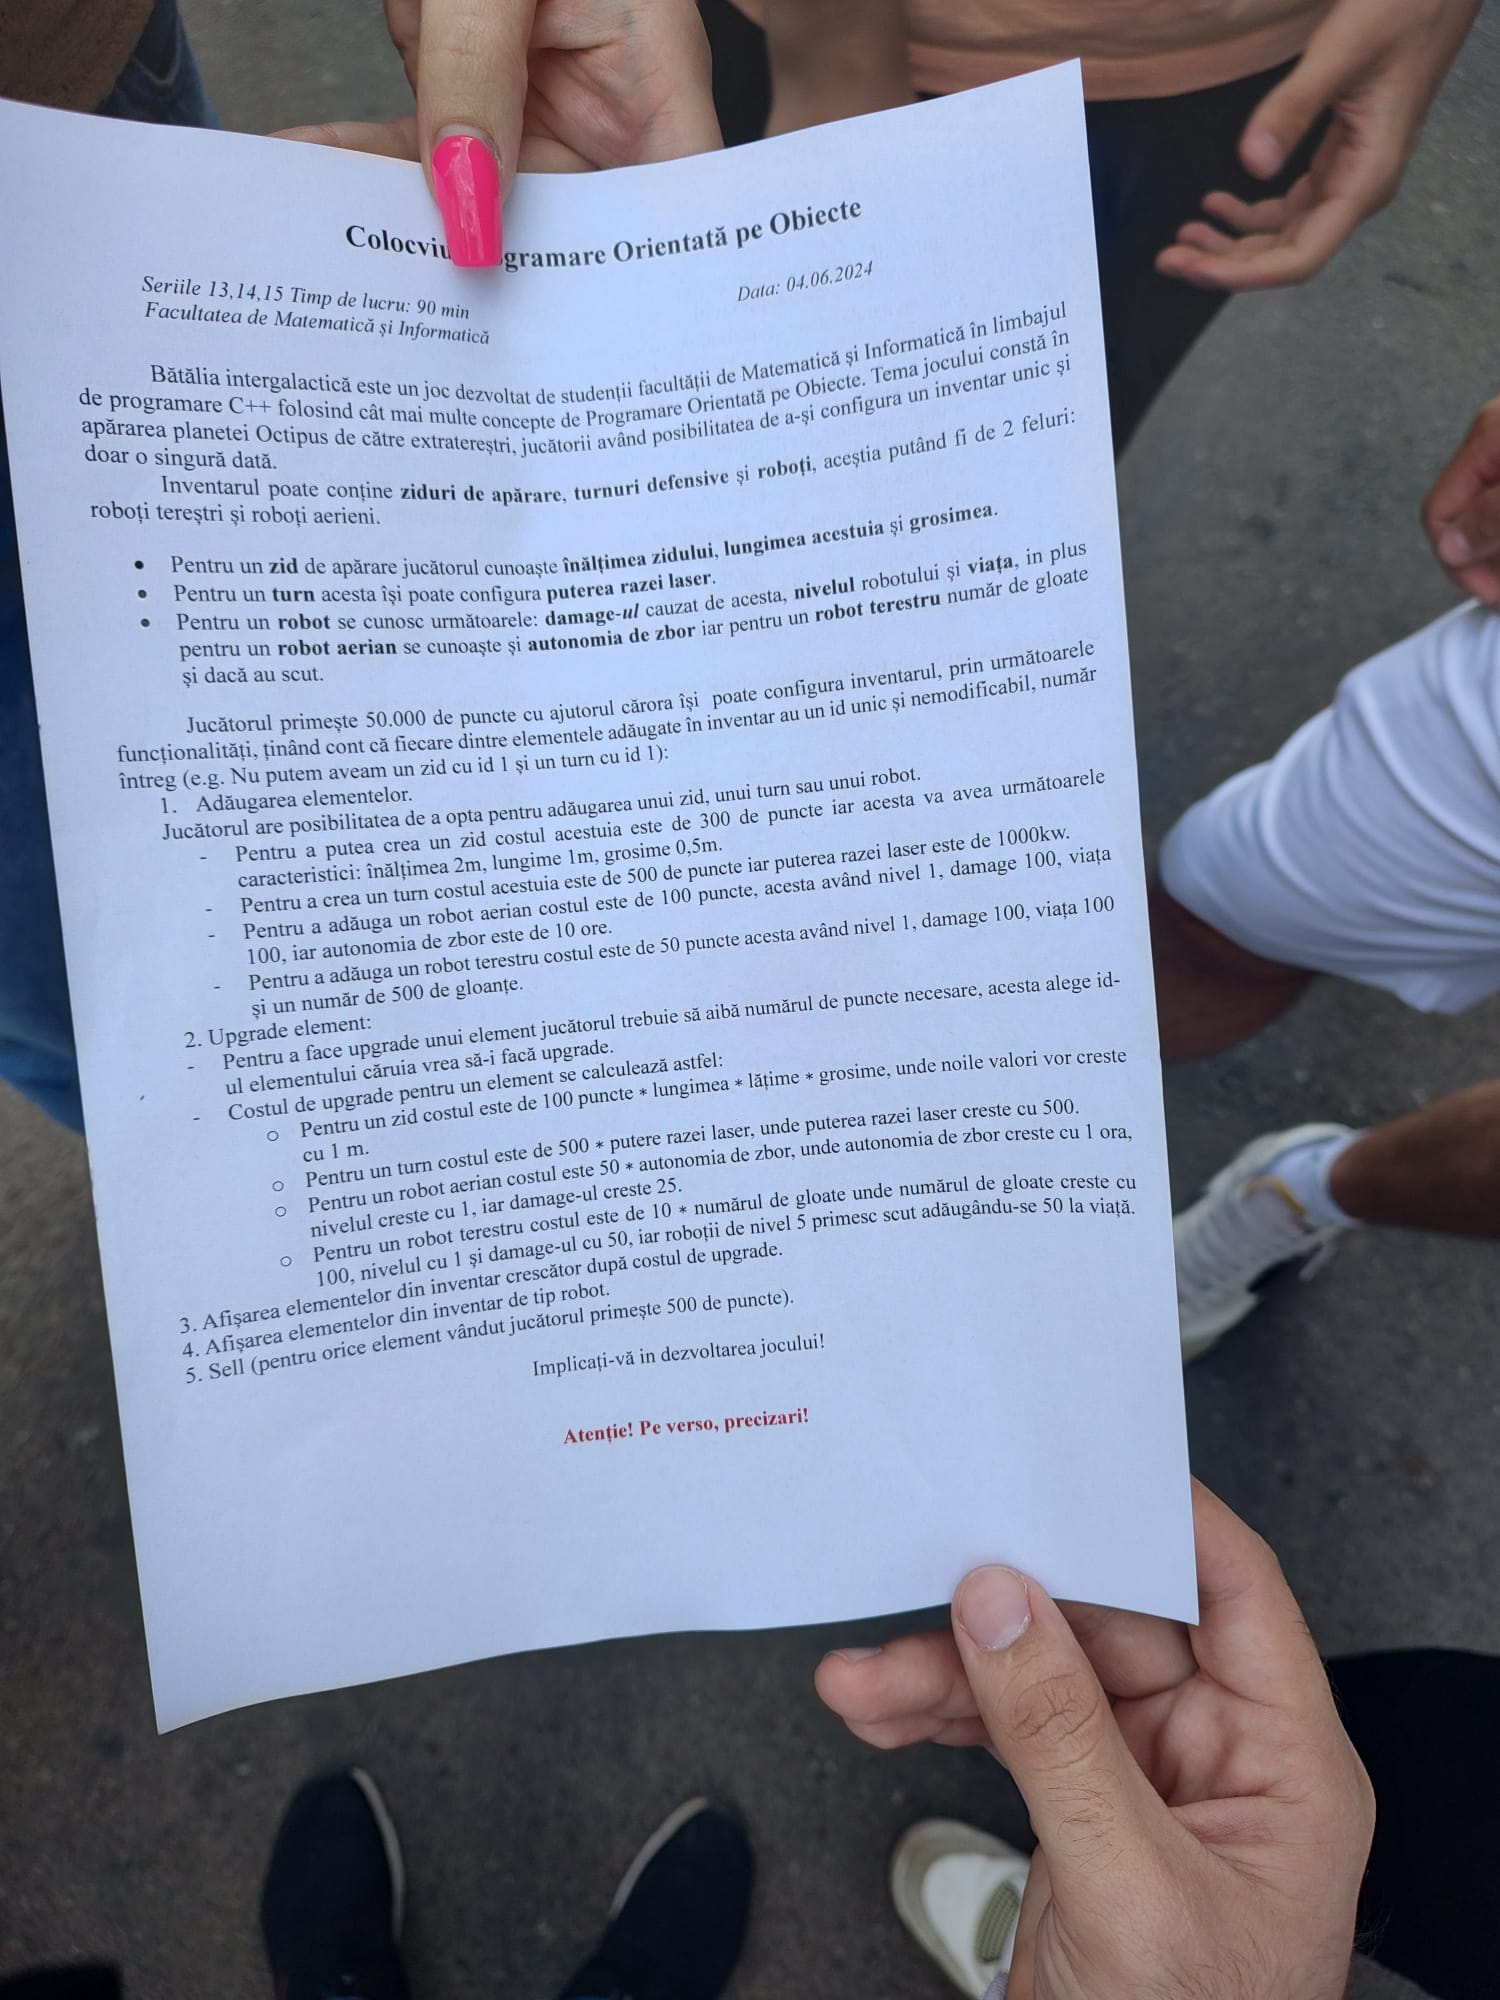 Colocviu gramare Orientată pe Obiecte
Seriile 13,14,15 Timp de lucru: 90 min
Data: 04.06.2024
Facultatea de Matematică și Informatică
Bătălia intergalactică este un joc dezvoltat de studenții facultății de Matematică și Informatică în limbajul
de programare C++ folosind cât mai multe concepte de Programare Orientată pe Obiecte. Tema jocului constă în
apărarea planetei Octipus de către extratereștri, jucătorii având posibilitatea de a-și configura un inventar unic și
doar o singură dată.
Inventarul poate conține ziduri de apărare, turnuri defensive și roboți, aceștia putând fi de 2 feluri:
roboți tereștri și roboți aerieni.
• Pentru un zid de apărare jucătorul cunoaște înălțimea zidului, lungimea acestuia și grosimea.
• Pentru un turn acesta își poate configura puterea razei laser.
• Pentru un robot se cunosc următoarele: damage-ul cauzat de acesta, nivelul robotului și viața, in plus
pentru un robot aerian se cunoaște și autonomia de zbor iar pentru un robot terestru număr de gloate
și dacă au scut.
Jucătorul primește 50.000 de puncte cu ajutorul cărora își poate configura inventarul, prin următoarele
funcționalități, ținând cont că fiecare dintre elementele adăugate în inventar au un id unic și nemodificabil, număr
întreg (e.g. Nu putem aveam un zid cu id 1 și un turn cu id 1):
1. Adăugarea elementelor.
Jucătorul are posibilitatea de a opta pentru adăugarea unui zid, unui turn sau unui robot.
- Pentru a putea crea un zid costul acestuia este de 300 de puncte iar acesta va avea următoarele
caracteristici: înălțimea 2m, lungime 1m, grosime 0,5m.
- Pentru a crea un turn costul acestuia este de 500 de puncte iar puterea razei laser este de 1000kw.
- Pentru a adăuga un robot aerian costul este de 100 puncte, acesta având nivel 1, damage 100, viața
100, iar autonomia de zbor este de 10 ore.
- Pentru a adăuga un robot terestru costul este de 50 puncte acesta având nivel 1, damage 100, viața 100
și un număr de 500 de gloanțe.
2. Upgrade element:
- Pentru a face upgrade unui element jucătorul trebuie să aibă numărul de puncte necesare, acesta alege id-
ul elementului căruia vrea să-i facă upgrade.
- Costul de upgrade pentru un element se calculează astfel:
○ Pentru un zid costul este de 100 puncte * lungimea * lățime * grosime, unde noile valori vor creste
cu 1 m.
○ Pentru un turn costul este de 500 * putere razei laser, unde puterea razei laser creste cu 500.
○ Pentru un robot aerian costul este 50 * autonomia de zbor, unde autonomia de zbor creste cu 1 ora,
nivelul creste cu 1, iar damage-ul creste 25.
○ Pentru un robot terestru costul este de 10 * numărul de gloate unde numărul de gloate creste cu
100, nivelul cu 1 și damage-ul cu 50, iar roboții de nivel 5 primesc scut adăugându-se 50 la viață.
3. Afișarea elementelor din inventar crescător după costul de upgrade.
4. Afișarea elementelor din inventar de tip robot.
5. Sell (pentru orice element vândut jucătorul primește 500 de puncte).
Implicați-vă in dezvoltarea jocului!
Atenție! Pe verso, precizari!